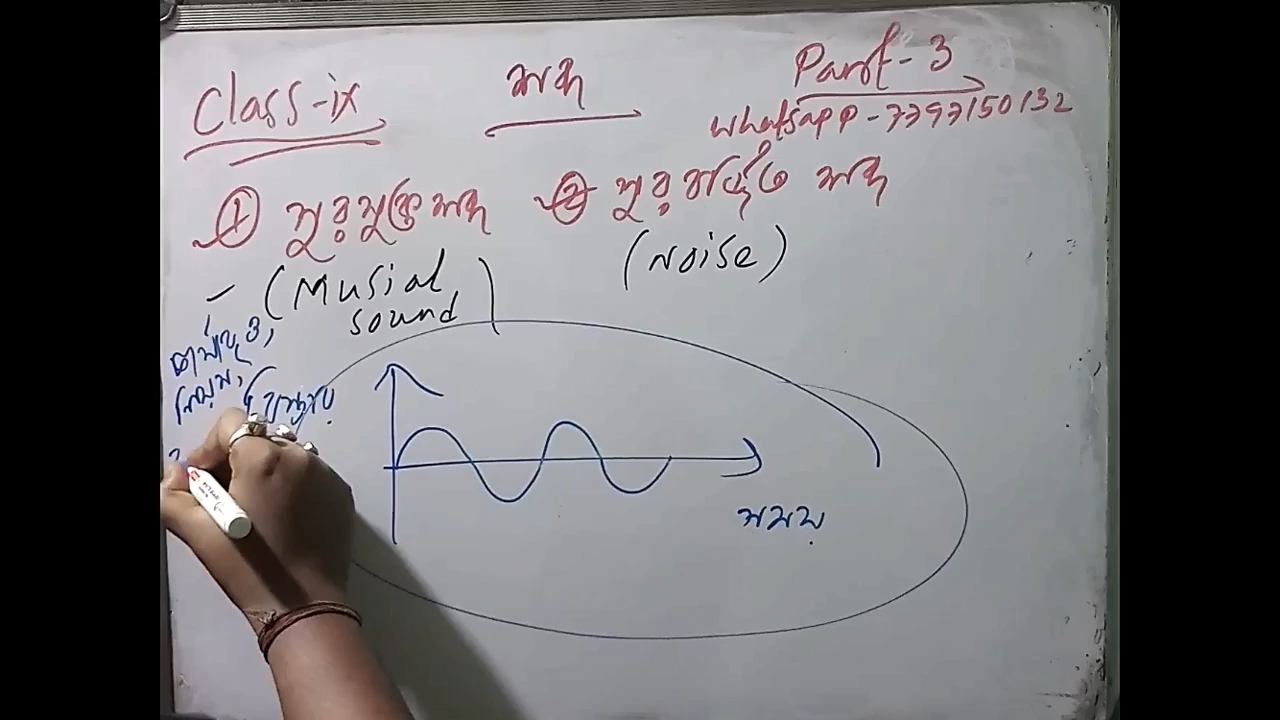 Class-ix শব্দ Part-3
whatsapp-7797150132
① সুরযুক্ত শব্দ ② সুরবর্জিত শব্দ
(Musial sound) (Noise)
সময়